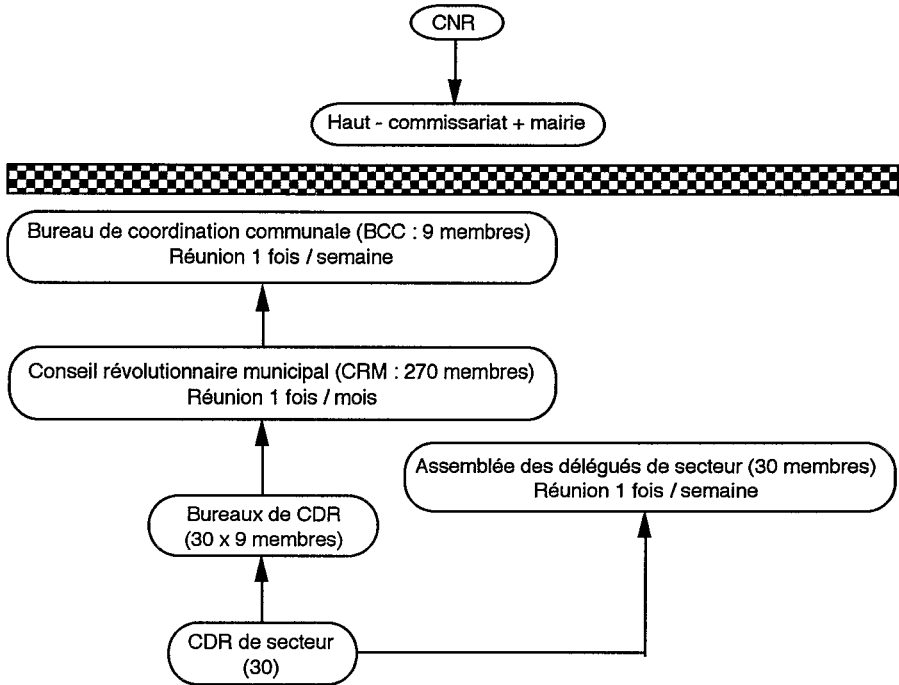 CNR
Haut - commissariat + mairie
Bureau de coordination communale (BCC : 9 membres)
Réunion 1 fois / semaine
Conseil révolutionnaire municipal (CRM : 270 membres)
Réunion 1 fois / mois
Assemblée des délégués de secteur (30 membres)
Réunion 1 fois / semaine
Bureaux de CDR
(30 x 9 membres)
CDR de secteur
(30)